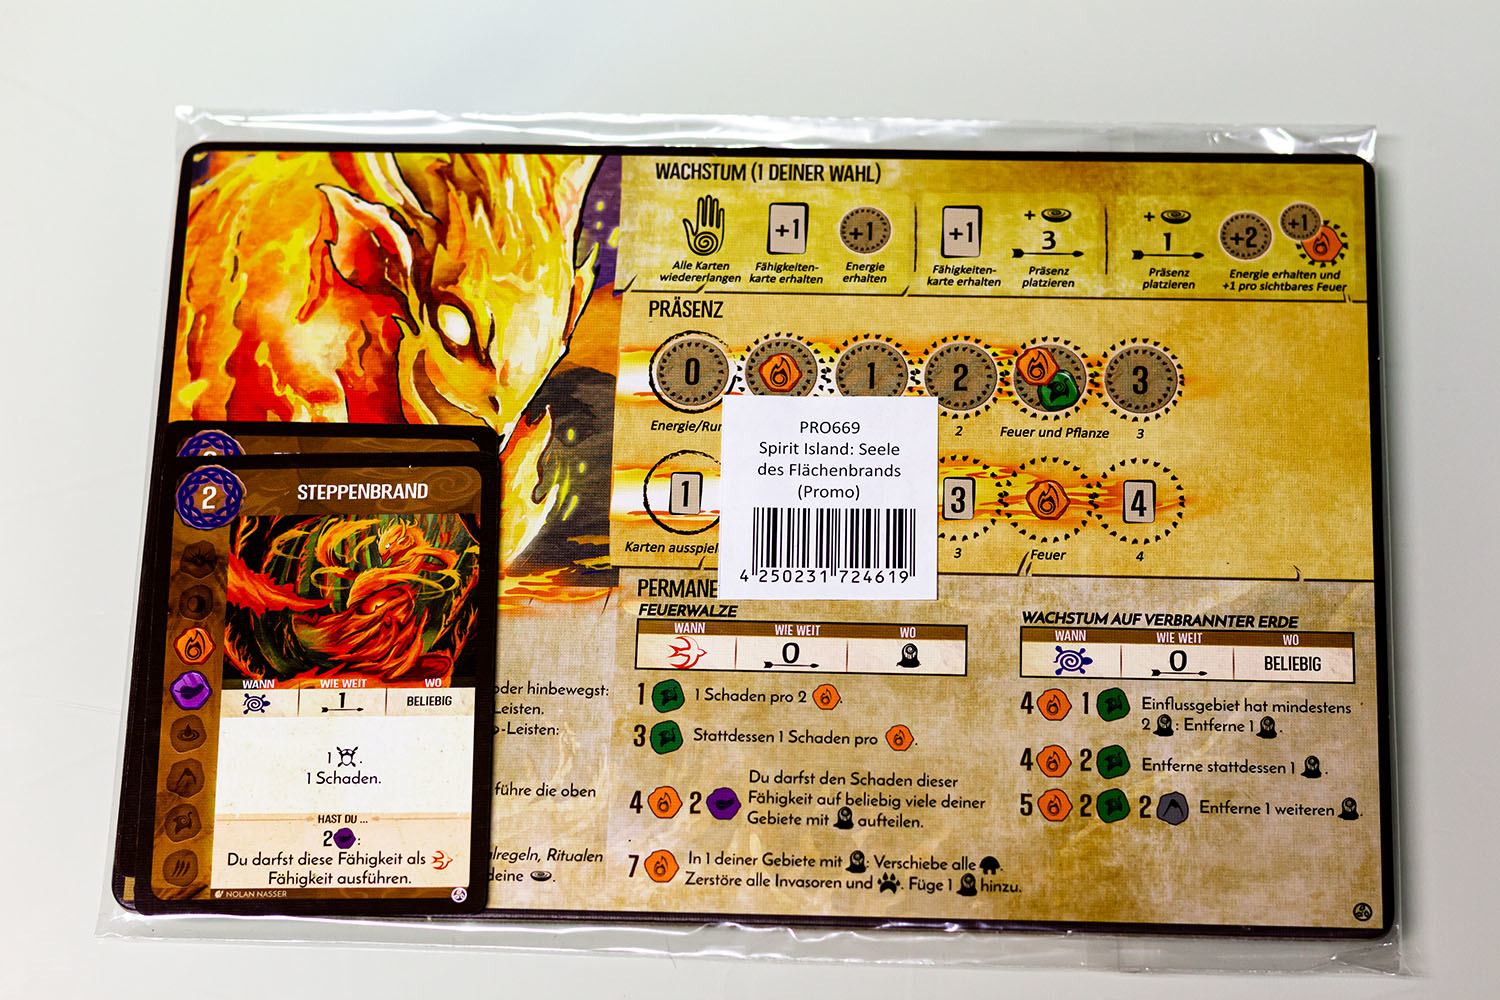 WACHSTUM (1 DEINER WAHL)
+1
+1
+1
+
3
+
1
+2
+1
Alle Karten
wiedererlangen
Fähigkeiten-
karte erhalten
Energie
erhalten
Fähigkeiten-
karte erhalten
Präsenz
platzieren
Präsenz
platzieren
Energie erhalten und
+1 pro sichtbares Feuer
PRÄSENZ
0
1
2
3
2
Feuer und Pflanze
3
1
3
4
3
Feuer
4
PRO669
Spirit Island: Seele
des Flächenbrands
(Promo)
4 250231 724619
FEUERWALZE
WANN
WIE WEIT
WO
0
1
1 Schaden pro 2
.
3
Stattdessen 1 Schaden pro
.
4
2
Du darfst den Schaden dieser
Fähigkeit auf beliebig viele deiner
Gebiete mit
aufteilen.
7
In 1 deiner Gebiete mit
: Verschiebe alle
.
Zerstöre alle Invasoren und
. Füge 1
hinzu.
WACHSTUM AUF VERBRANNTER ERDE
WANN
WIE WEIT
WO
0
BELIEBIG
4
1
Einflussgebiet hat mindestens
2
: Entferne 1
.
4
2
Entferne stattdessen 1
.
5
2
2
Entferne 1 weiteren
.
oder hinbewegst:
Leisten.
-Leisten:
führe die oben
Ritualen
2
STEPPENBRAND
WANN
WIE WEIT
WO
1
BELIEBIG
1
.
1 Schaden.
HAST DU ...
2
:
Du darfst diese Fähigkeit als
Fähigkeit ausführen.
NOLAN NASSER